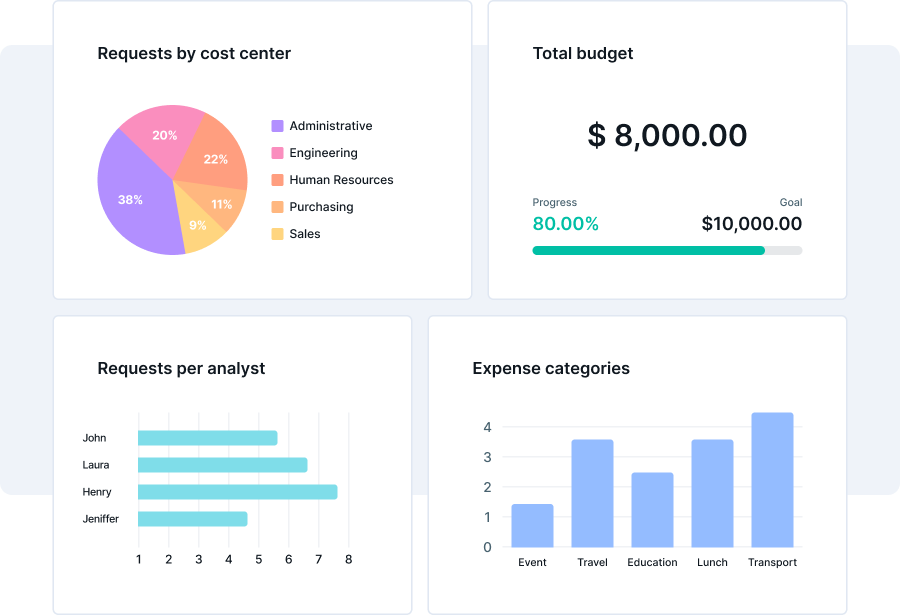 Requests by cost center
20%
22%
38%
11%
9%
Administrative
Engineering
Human Resources
Purchasing
Sales
Total budget
$ 8,000.00
Progress
Goal
80.00%
$10,000.00
Requests per analyst
John
Laura
Henry
Jeniffer
1 2 3 4 5 6 7 8
Expense categories
4
3
2
1
0
Event Travel Education Lunch Transport